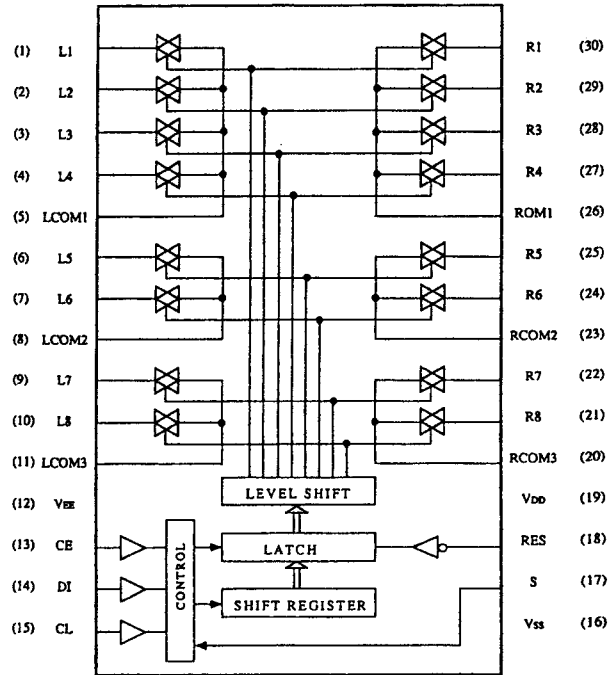 (1) L1 R1 (30)
(2) L2 R2 (29)
(3) L3 R3 (28)
(4) L4 R4 (27)
(5) LCOM1 ROM1 (26)
(6) L5 R5 (25)
(7) L6 R6 (24)
(8) LCOM2 RCOM2 (23)
(9) L7 R7 (22)
(10) L8 R8 (21)
(11) LCOM3 RCOM3 (20)
LEVEL SHIFT
(12) VEE VDD (19)
(13) CE LATCH RES (18)
CONTROL
(14) DI S (17)
SHIFT REGISTER
(15) CL Vss (16)